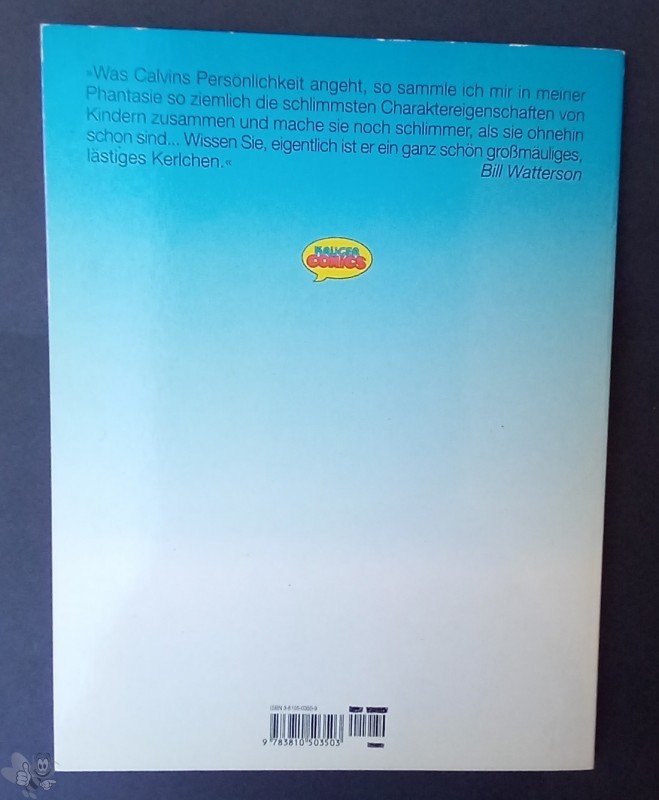 »Was Calvins Persönlichkeit angeht, so sammle ich mir in meiner
Phantasie so ziemlich die schlimmsten Charaktereigenschaften von
Kindern zusammen und mache sie noch schlimmer, als sie ohnehin
schon sind... Wissen Sie, eigentlich ist er ein ganz schön großmäuliges,
lästiges Kerlchen.«
Bill Watterson
KRÜGER
COMICS
ISBN
9 783810 503503